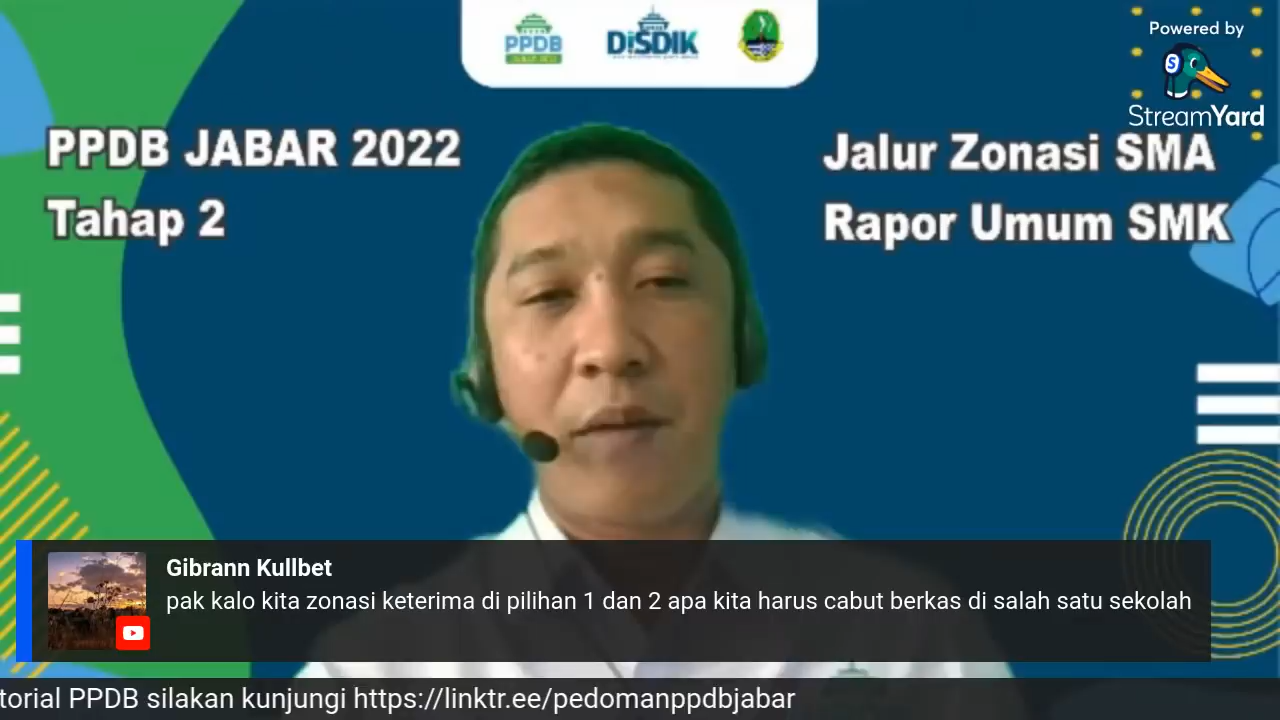 PPDB
DISDIK
Powered by
StreamYard
PPDB JABAR 2022
Tahap 2
Jalur Zonasi SMA
Rapor Umum SMK
Gibrann Kullbet
pak kalo kita zonasi keterima di pilihan 1 dan 2 apa kita harus cabut berkas di salah satu sekolah
torial PPDB silakan kunjungi https://linktr.ee/pedomanppdbjabar